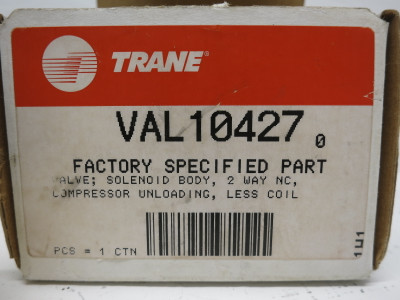 TRANE
VAL10427 0
FACTORY SPECIFIED PART
VALVE; SOLENOID BODY, 2 WAY NC,
COMPRESSOR UNLOADING, LESS COIL
PCS = 1 CTN